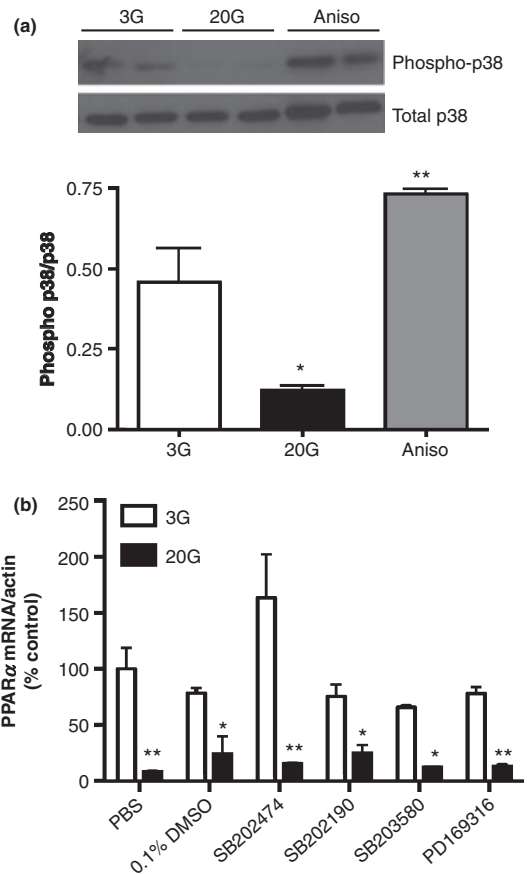 (a)
3G 20G Aniso
Phospho-p38
Total p38
Phospho p38/p38
0.75
0.50
0.25
0.00
*
**
3G 20G Aniso
(b)
PPARα mRNA/actin
(% control)
250
200
150
100
50
0
3G
20G
** * ** * * **
PBS
0.1% DMSO
SB202474
SB202190
SB203580
PD169316